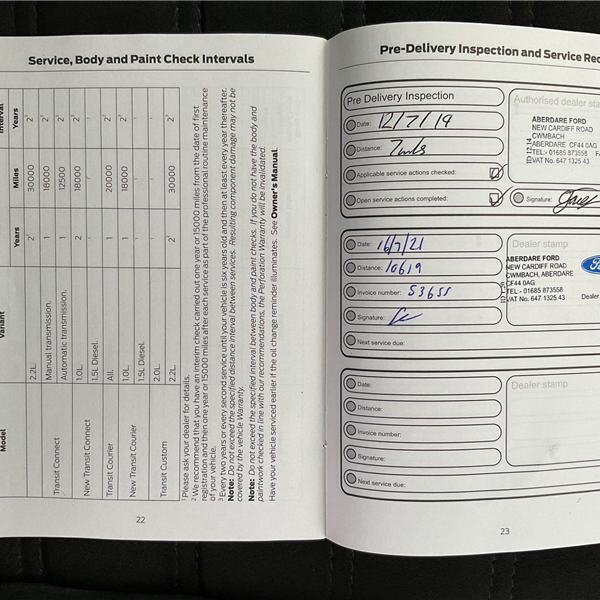 Service, Body and Paint Check Intervals
Model
Variant
Years
Miles
Interval
Years
2.2L.
2²
30000
2²
Transit Connect
Manual transmission.
1
18000
2²
Automatic transmission.
1
12500
2²
New Transit Connect
1.0L.
2
18000
2²
1.5L Diesel.
Transit Courier
All.
1
20000
2²
New Transit Courier
1.0L.
1
18000
2²
1.5L Diesel.
Transit Custom
2.0L.
2.2L.
2²
30000
2²
¹ Please ask your dealer for details.
² We recommend that you have an interim check carried out one year or 15000 miles from the date of first
registration and then one year or 15000 miles after each service as part of the professional routine maintenance
of your vehicle.
³ Every two years or every second service until your vehicle is six years old and then at least every year thereafter.
Note: Do not exceed the specified distance interval between services. Resulting component damage may not be
covered by the vehicle Warranty.
Note: Do not exceed the specified interval between body and paint checks. If you do not have the body and
paintwork checked in line with our recommendations, the Perforation Warranty will be invalidated.
Have your vehicle serviced earlier if the oil change reminder illuminates. See Owner's Manual.
22
Pre-Delivery Inspection and Service Rec
Pre Delivery Inspection
Date: 12/7/19
Distance: 7mls
Applicable service actions checked:
Open service actions completed:
Authorised dealer sta
ABERDARE FORD
NEW CARDIFF ROAD
CWMBACH
ABERDARE CF44 0AG
TEL:- 01685 873558
VAT No. 647 1325 43
Signature:
Date: 16/7/21
Distance: 10619
Invoice number: 53655
Signature:
Next service due:
Dealer stamp
ABERDARE FORD
NEW CARDIFF ROAD
CWMBACH, ABERDARE
CF44 0AG
TEL:- 01685 873558
VAT No. 647 1325 43
Dealer
Date:
Distance:
Invoice number:
Signature:
Next service due:
Dealer stamp
23